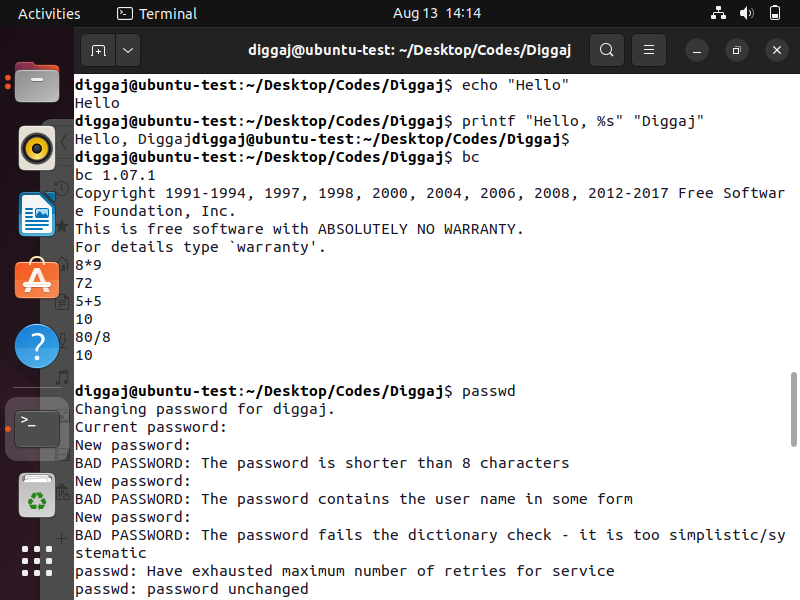 Activities
Terminal
Aug 13 14:14
diggaj@ubuntu-test: ~/Desktop/Codes/Diggaj
diggaj@ubuntu-test:~/Desktop/Codes/Diggaj$ echo "Hello"
Hello
diggaj@ubuntu-test:~/Desktop/Codes/Diggaj$ printf "Hello, %s" "Diggaj"
Hello, Diggajdiggaj@ubuntu-test:~/Desktop/Codes/Diggaj$
diggaj@ubuntu-test:~/Desktop/Codes/Diggaj$ bc
bc 1.07.1
Copyright 1991-1994, 1997, 1998, 2000, 2004, 2006, 2008, 2012-2017 Free Softwar
e Foundation, Inc.
This is free software with ABSOLUTELY NO WARRANTY.
For details type `warranty'.
8*9
72
5+5
10
80/8
10
diggaj@ubuntu-test:~/Desktop/Codes/Diggaj$ passwd
Changing password for diggaj.
Current password:
New password:
BAD PASSWORD: The password is shorter than 8 characters
New password:
BAD PASSWORD: The password contains the user name in some form
New password:
BAD PASSWORD: The password fails the dictionary check - it is too simplistic/sy
stematic
passwd: Have exhausted maximum number of retries for service
passwd: password unchanged